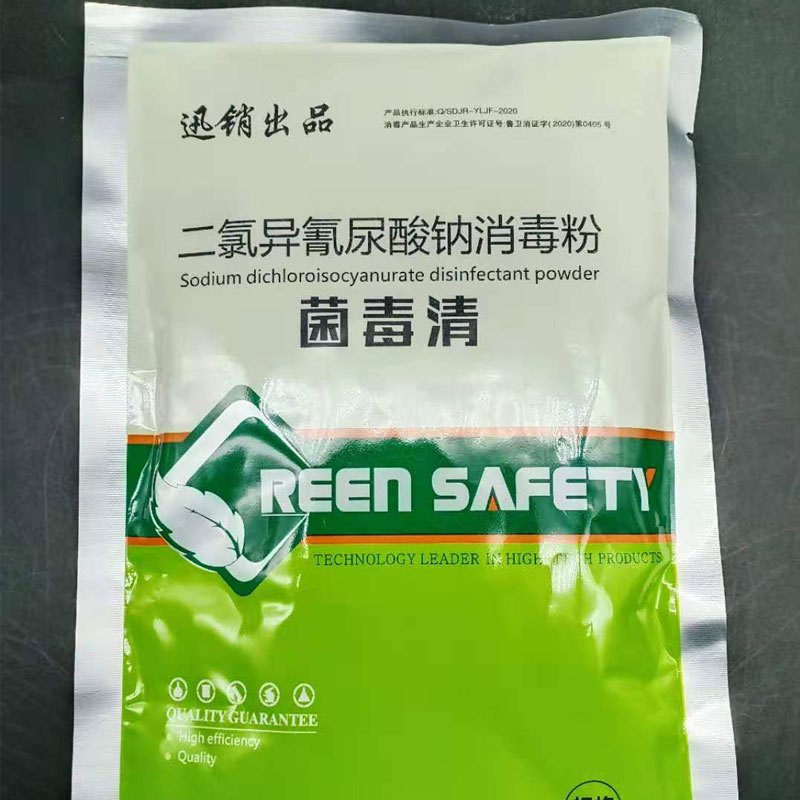 迅销出品
产品执行标准:Q/SDJR-YLJF-2020
消毒产品生产企业卫生许可证号:鲁卫消证字(2020)第0405号
二氯异氰尿酸钠消毒粉
Sodium dichloroisocyanurate disinfectant powder
菌毒清
REEN SAFETY
TECHNOLOGY LEADER IN HIGH-TECH PRODUCTS
QUALITY GUARANTEE
High efficiency
Quality